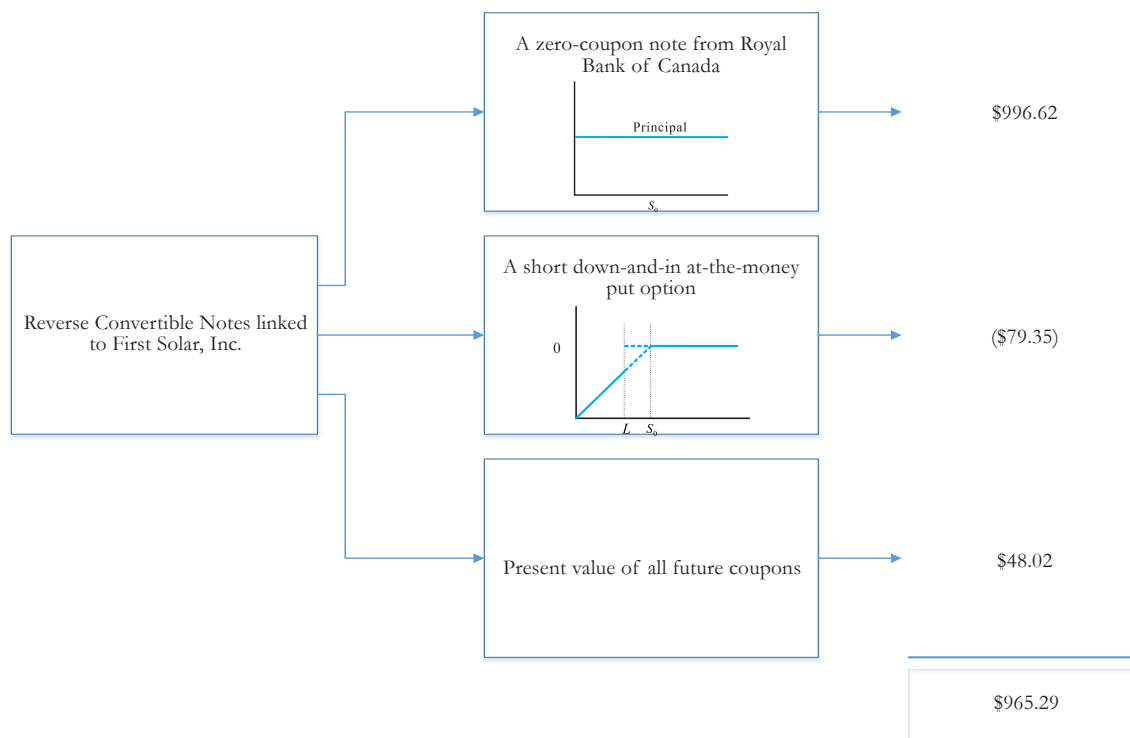 A zero-coupon note from Royal
Bank of Canada
Principal
S₀
$996.62
Reverse Convertible Notes linked
to First Solar, Inc.
A short down-and-in at-the-money
put option
0
L S₀
($79.35)
Present value of all future coupons
$48.02
$965.29